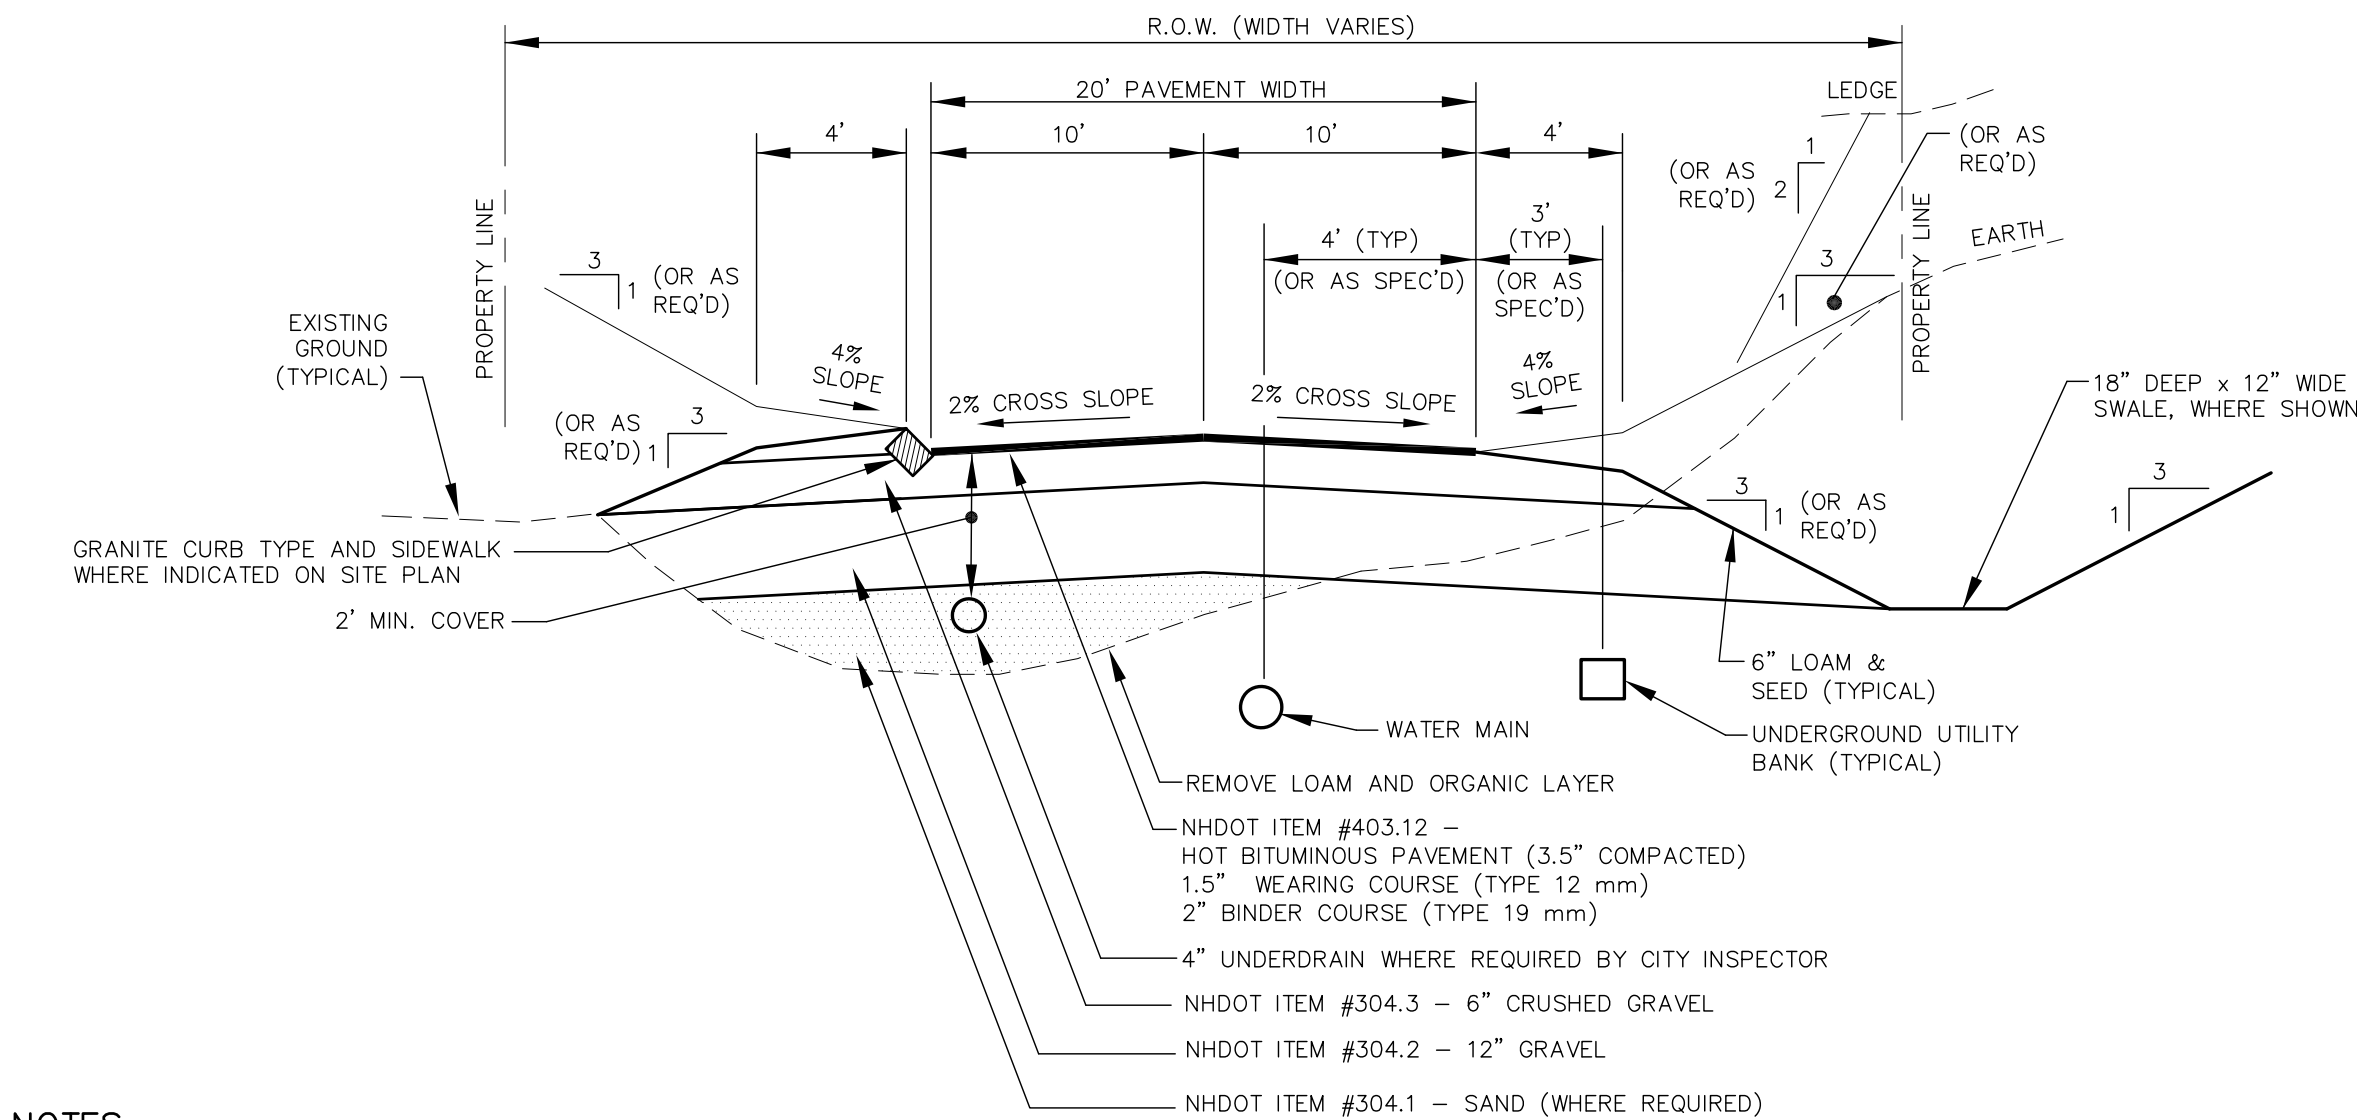 R.O.W. (WIDTH VARIES)
20' PAVEMENT WIDTH
4'
10'
10'
4'
LEDGE
(OR AS
REQ'D)
1
(OR AS
REQ'D)
2
3'
(TYP)
(OR AS
SPEC'D)
4' (TYP)
(OR AS SPEC'D)
PROPERTY LINE
PROPERTY LINE
EARTH
3
1
3
1
(OR AS
REQ'D)
EXISTING
GROUND
(TYPICAL)
4%
SLOPE
2% CROSS SLOPE
2% CROSS SLOPE
4%
SLOPE
18" DEEP x 12" WIDE
SWALE, WHERE SHOWN
(OR AS
REQ'D)
3
1
3
1
(OR AS
REQ'D)
3
1
GRANITE CURB TYPE AND SIDEWALK
WHERE INDICATED ON SITE PLAN
2' MIN. COVER
6" LOAM &
SEED (TYPICAL)
WATER MAIN
UNDERGROUND UTILITY
BANK (TYPICAL)
REMOVE LOAM AND ORGANIC LAYER
NHDOT ITEM #403.12 –
HOT BITUMINOUS PAVEMENT (3.5" COMPACTED)
1.5" WEARING COURSE (TYPE 12 mm)
2" BINDER COURSE (TYPE 19 mm)
4" UNDERDRAIN WHERE REQUIRED BY CITY INSPECTOR
NHDOT ITEM #304.3 – 6" CRUSHED GRAVEL
NHDOT ITEM #304.2 – 12" GRAVEL
NHDOT ITEM #304.1 – SAND (WHERE REQUIRED)
NOTES